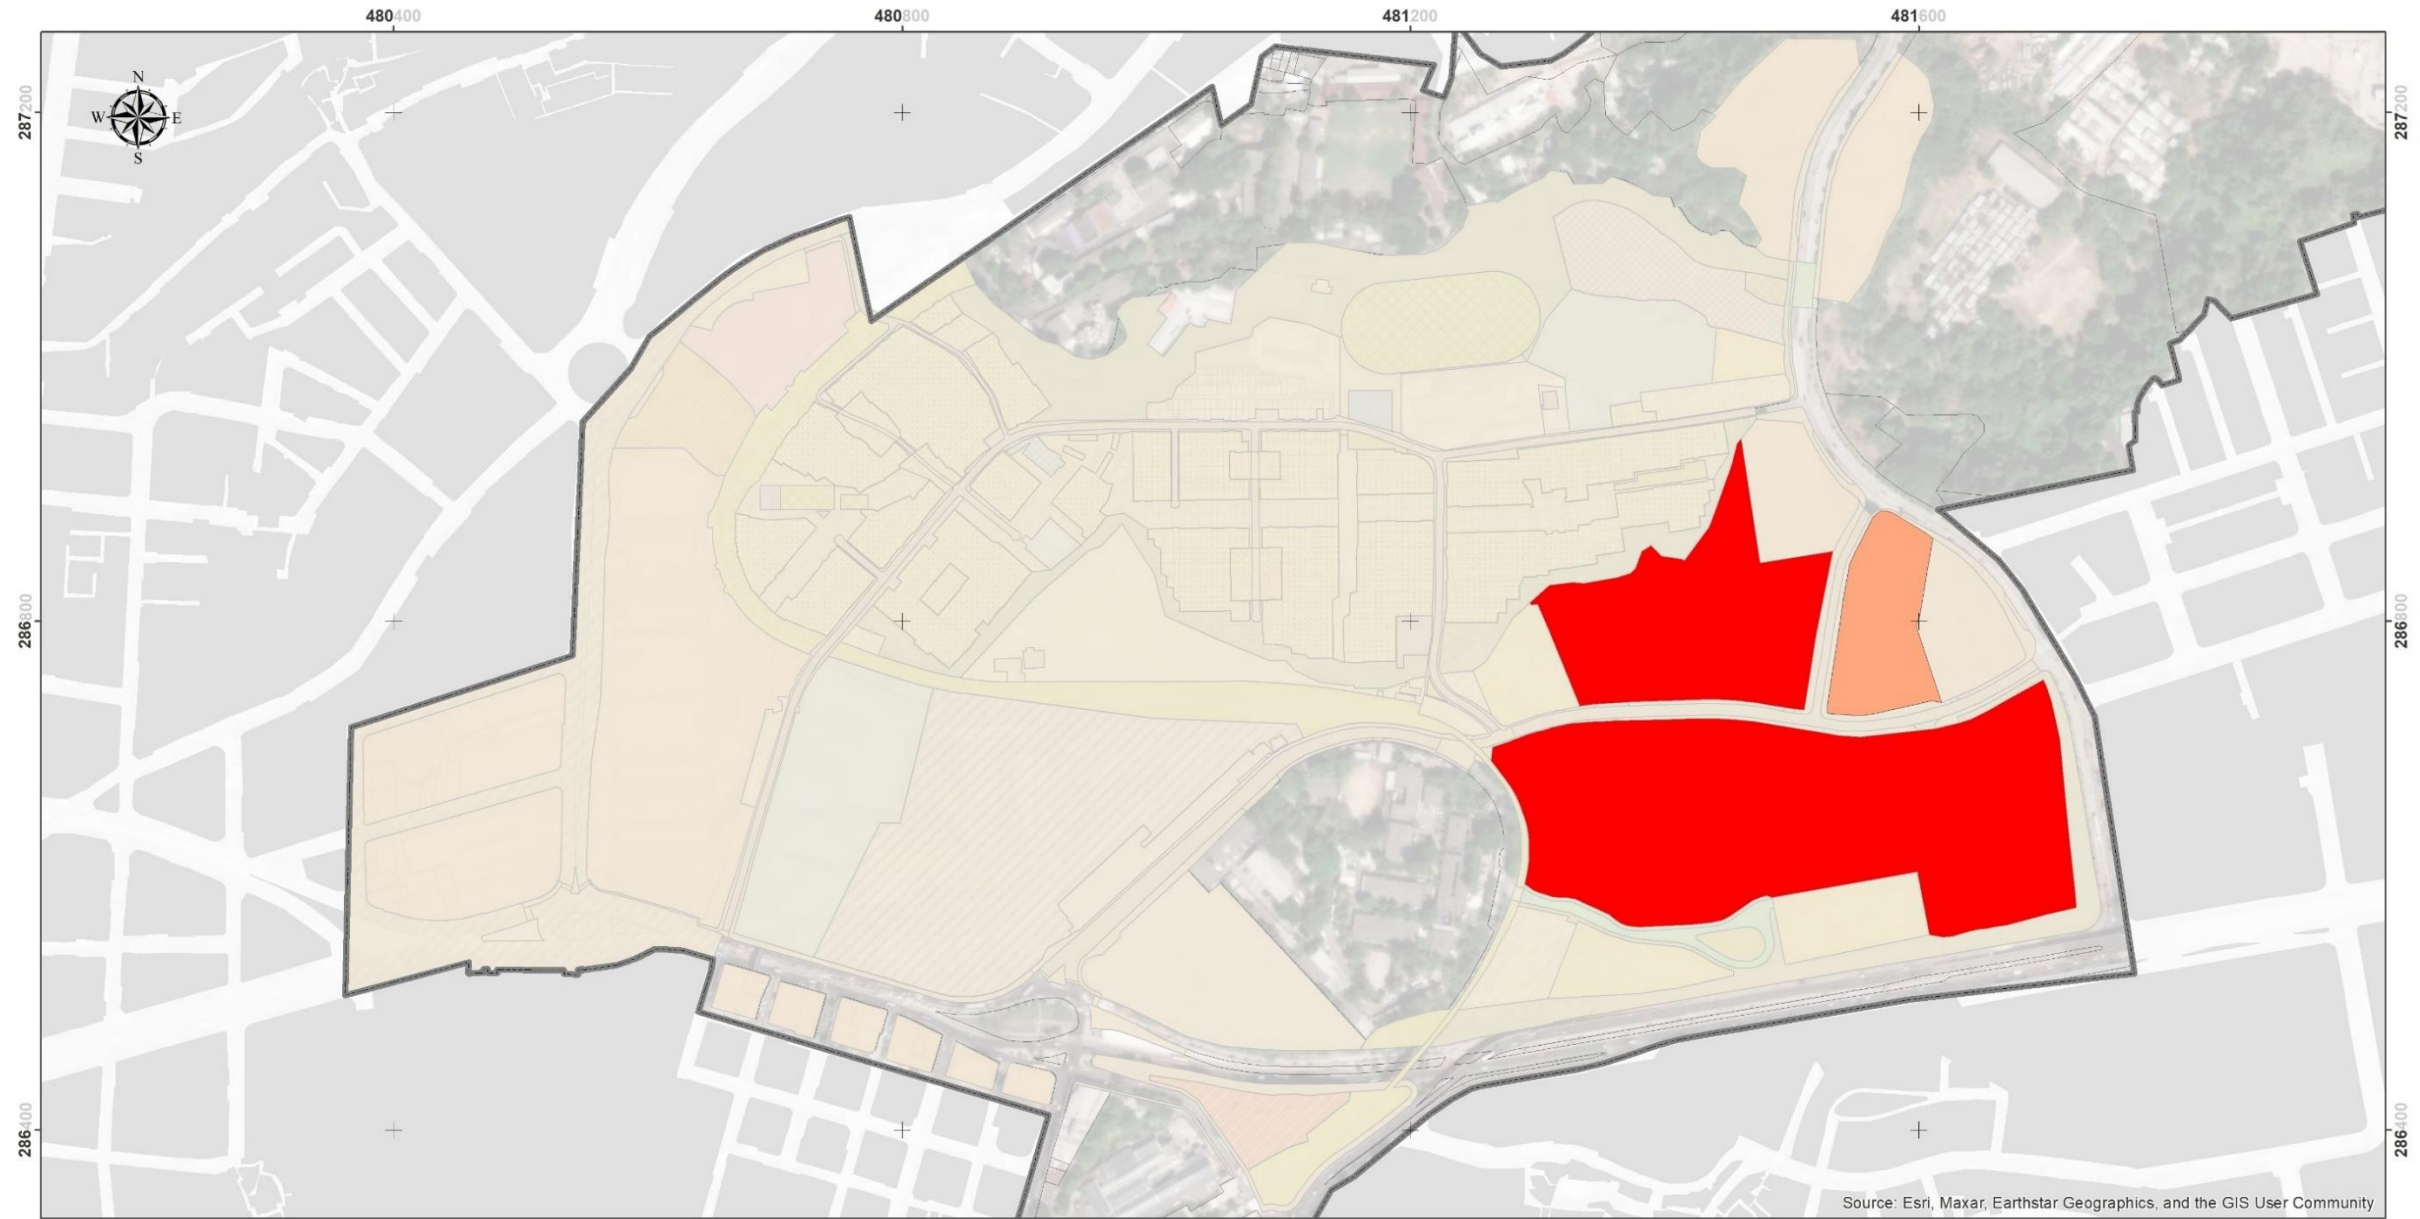 480400 480800 481200 481600
N
W E
S
287200 287200
286800 286800
286400 286400
Source: Esri, Maxar, Earthstar Geographics, and the GIS User Community